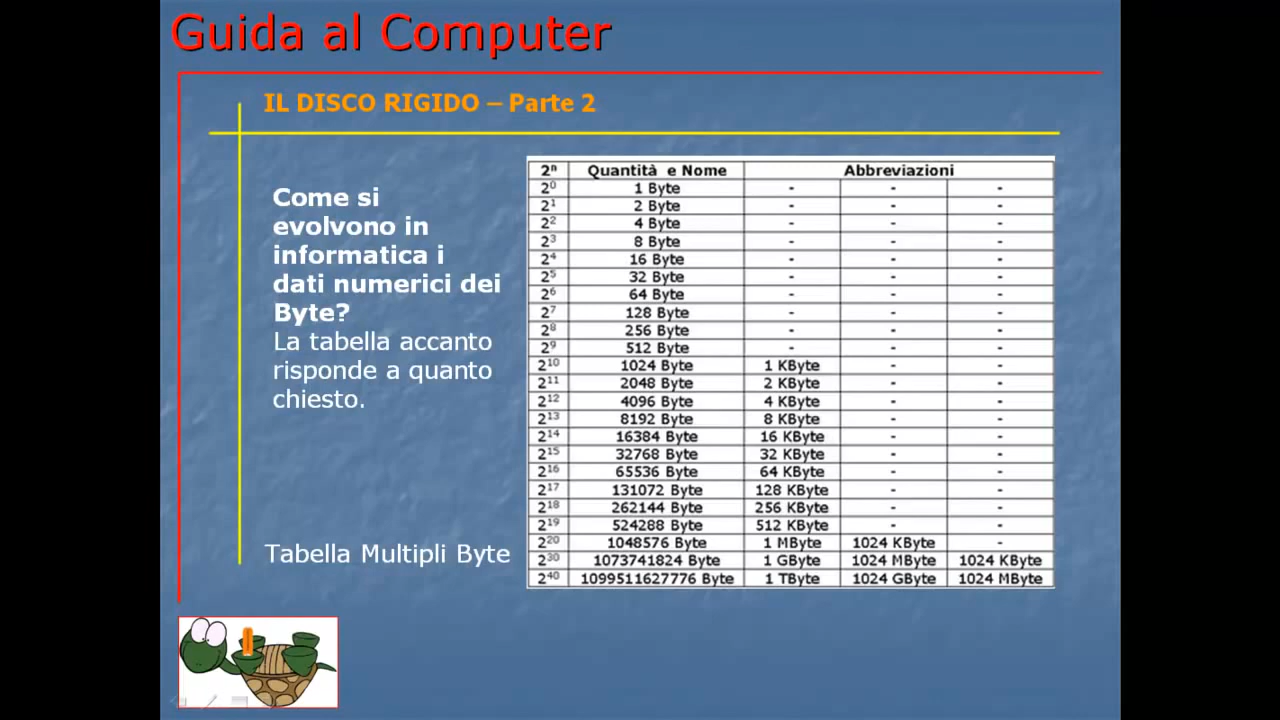 Guida al Computer
IL DISCO RIGIDO – Parte 2
Come si
evolvono in
informatica i
dati numerici dei
Byte?
La tabella accanto
risponde a quanto
chiesto.
Tabella Multipli Byte
2ⁿ Quantità e Nome Abbreviazioni
2⁰ 1 Byte - - -
2¹ 2 Byte - - -
2² 4 Byte - - -
2³ 8 Byte - - -
2⁴ 16 Byte - - -
2⁵ 32 Byte - - -
2⁶ 64 Byte - - -
2⁷ 128 Byte - - -
2⁸ 256 Byte - - -
2⁹ 512 Byte - - -
2¹⁰ 1024 Byte 1 KByte - -
2¹¹ 2048 Byte 2 KByte - -
2¹² 4096 Byte 4 KByte - -
2¹³ 8192 Byte 8 KByte - -
2¹⁴ 16384 Byte 16 KByte - -
2¹⁵ 32768 Byte 32 KByte - -
2¹⁶ 65536 Byte 64 KByte - -
2¹⁷ 131072 Byte 128 KByte - -
2¹⁸ 262144 Byte 256 KByte - -
2¹⁹ 524288 Byte 512 KByte - -
2²⁰ 1048576 Byte 1 MByte 1024 KByte -
2³⁰ 1073741824 Byte 1 GByte 1024 MByte 1024 KByte
2⁴⁰ 1099511627776 Byte 1 TByte 1024 GByte 1024 MByte